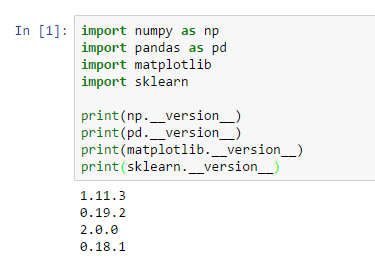 In [1]: import numpy as np
import pandas as pd
import matplotlib
import sklearn
print(np.__version__)
print(pd.__version__)
print(matplotlib.__version__)
print(sklearn.__version__)
1.11.3
0.19.2
2.0.0
0.18.1